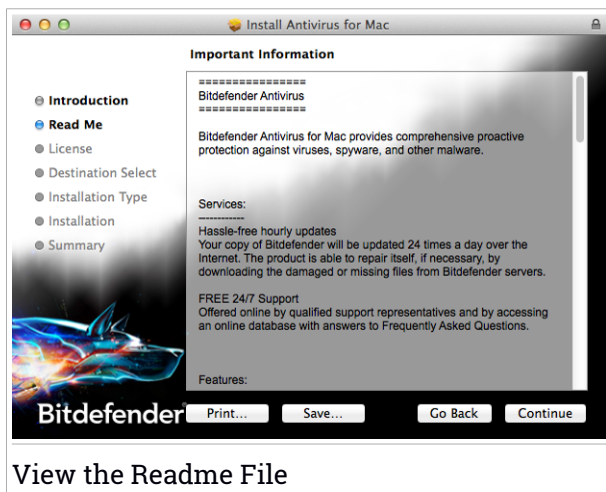 Install Antivirus for Mac
Important Information
Introduction
Read Me
License
Destination Select
Installation Type
Installation
Summary
================
Bitdefender Antivirus
================
Bitdefender Antivirus for Mac provides comprehensive proactive
protection against viruses, spyware, and other malware.
Services:
------------
Hassle-free hourly updates
Your copy of Bitdefender will be updated 24 times a day over the
Internet. The product is able to repair itself, if necessary, by
downloading the damaged or missing files from Bitdefender servers.
FREE 24/7 Support
Offered online by qualified support representatives and by accessing
an online database with answers to Frequently Asked Questions.
Features:
Bitdefender
Print...
Save...
Go Back
Continue
View the Readme File